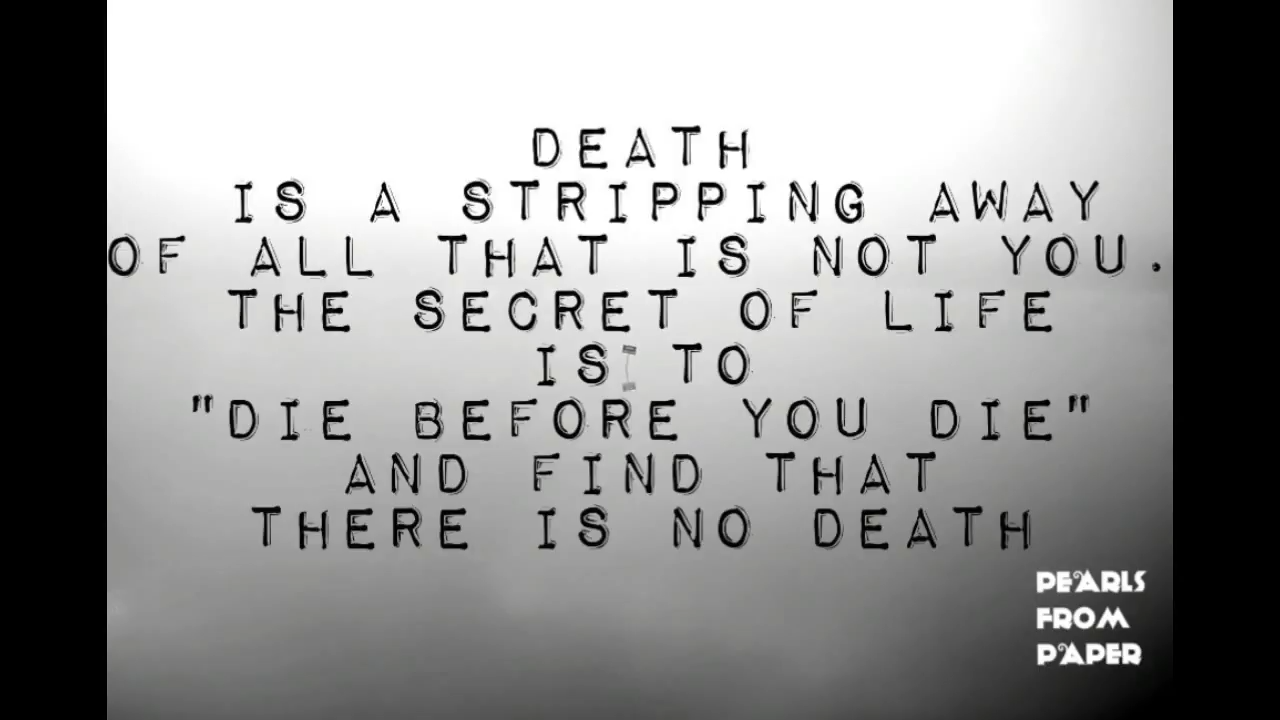 DEATH
IS A STRIPPING AWAY
OF ALL THAT IS NOT YOU.
THE SECRET OF LIFE
IS TO
"DIE BEFORE YOU DIE"
AND FIND THAT
THERE IS NO DEATH
PEARLS
FROM
PAPER